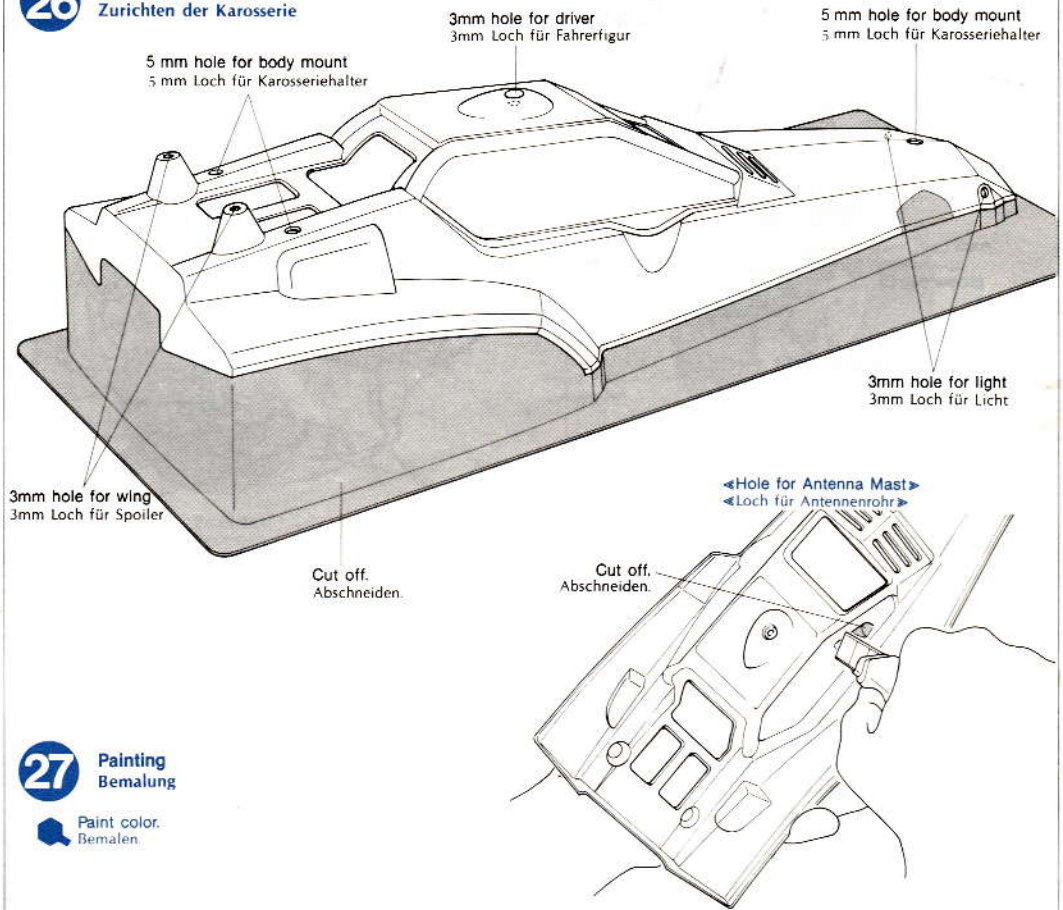 26
Zurichten der Karosserie
3mm hole for driver
3mm Loch für Fahrerfigur
5 mm hole for body mount
5 mm Loch für Karosseriehalter
5 mm hole for body mount
5 mm Loch für Karosseriehalter
3mm hole for light
3mm Loch für Licht
3mm hole for wing
3mm Loch für Spoiler
Cut off.
Abschneiden.
≪Hole for Antenna Mast≫
≪Loch für Antennenrohr≫
Cut off.
Abschneiden.
27
Painting
Bemalung
Paint color.
Bemalen